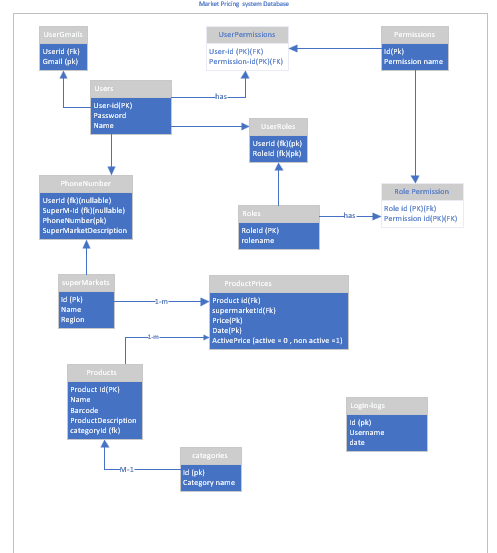 Market Pricing system Database
UserGmails
Userid (Fk)
Gmail (pk)
UserPermissions
User-id (PK)(FK)
Permission-id(PK)(FK)
Permissions
Id(Pk)
Permission name
Users
User-id(PK)
Password
Name
has
UserRoles
UserId (fk)(pk)
RoleId (fk)(pk)
PhoneNumber
Userid (fk)(nullable)
SuperM-id (fk)(nullable)
PhoneNumber(pk)
SuperMarketDescription
Role Permission
Role id (PK)(Fk)
Permission id(PK)(FK)
Roles
RoleId (PK)
rolename
has
superMarkets
Id (Pk)
Name
Region
1-m
ProductPrices
Product id(Fk)
supermarketId(Fk)
Price(Pk)
Date(Pk)
ActivePrice (active = 0 , non active =1)
1-m
Products
Product Id(PK)
Name
Barcode
ProductDescription
categoryId (fk)
Login-logs
Id (pk)
Username
date
M-1
categories
Id (pk)
Category name